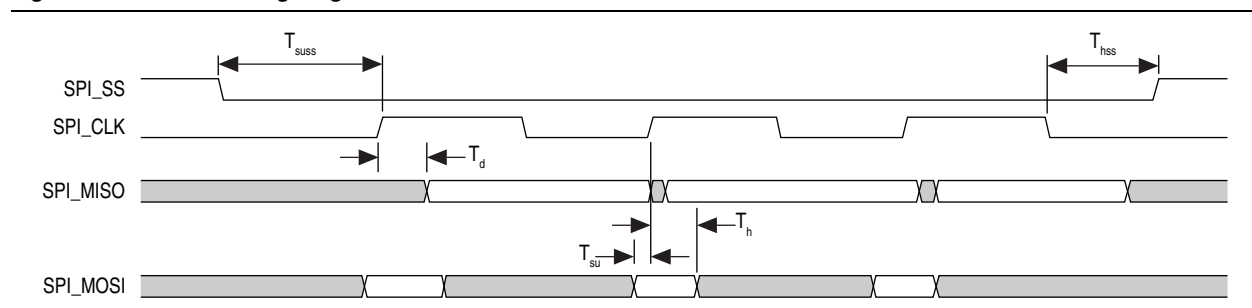 T_suss
T_hss
SPI_SS
SPI_CLK
T_d
SPI_MISO
T_h
T_su
SPI_MOSI